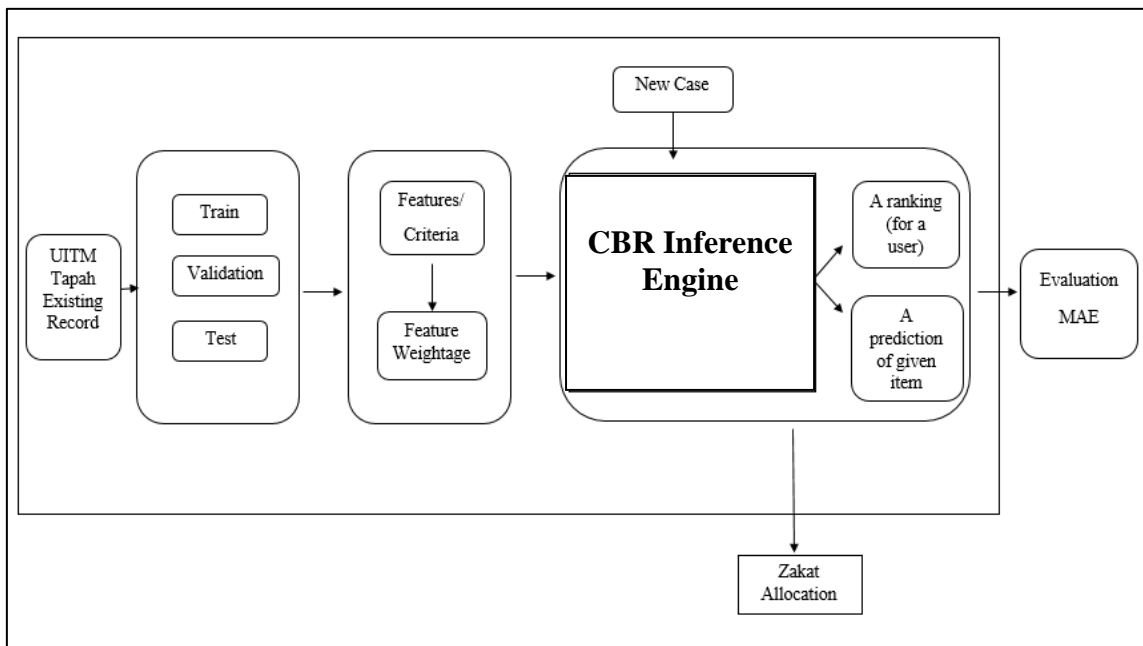 New Case
UITM
Tapah
Existing
Record
Train
Validation
Test
Features/
Criteria
Feature
Weightage
CBR Inference
Engine
A ranking
(for a
user)
A
prediction
of given
item
Evaluation
MAE
Zakat
Allocation